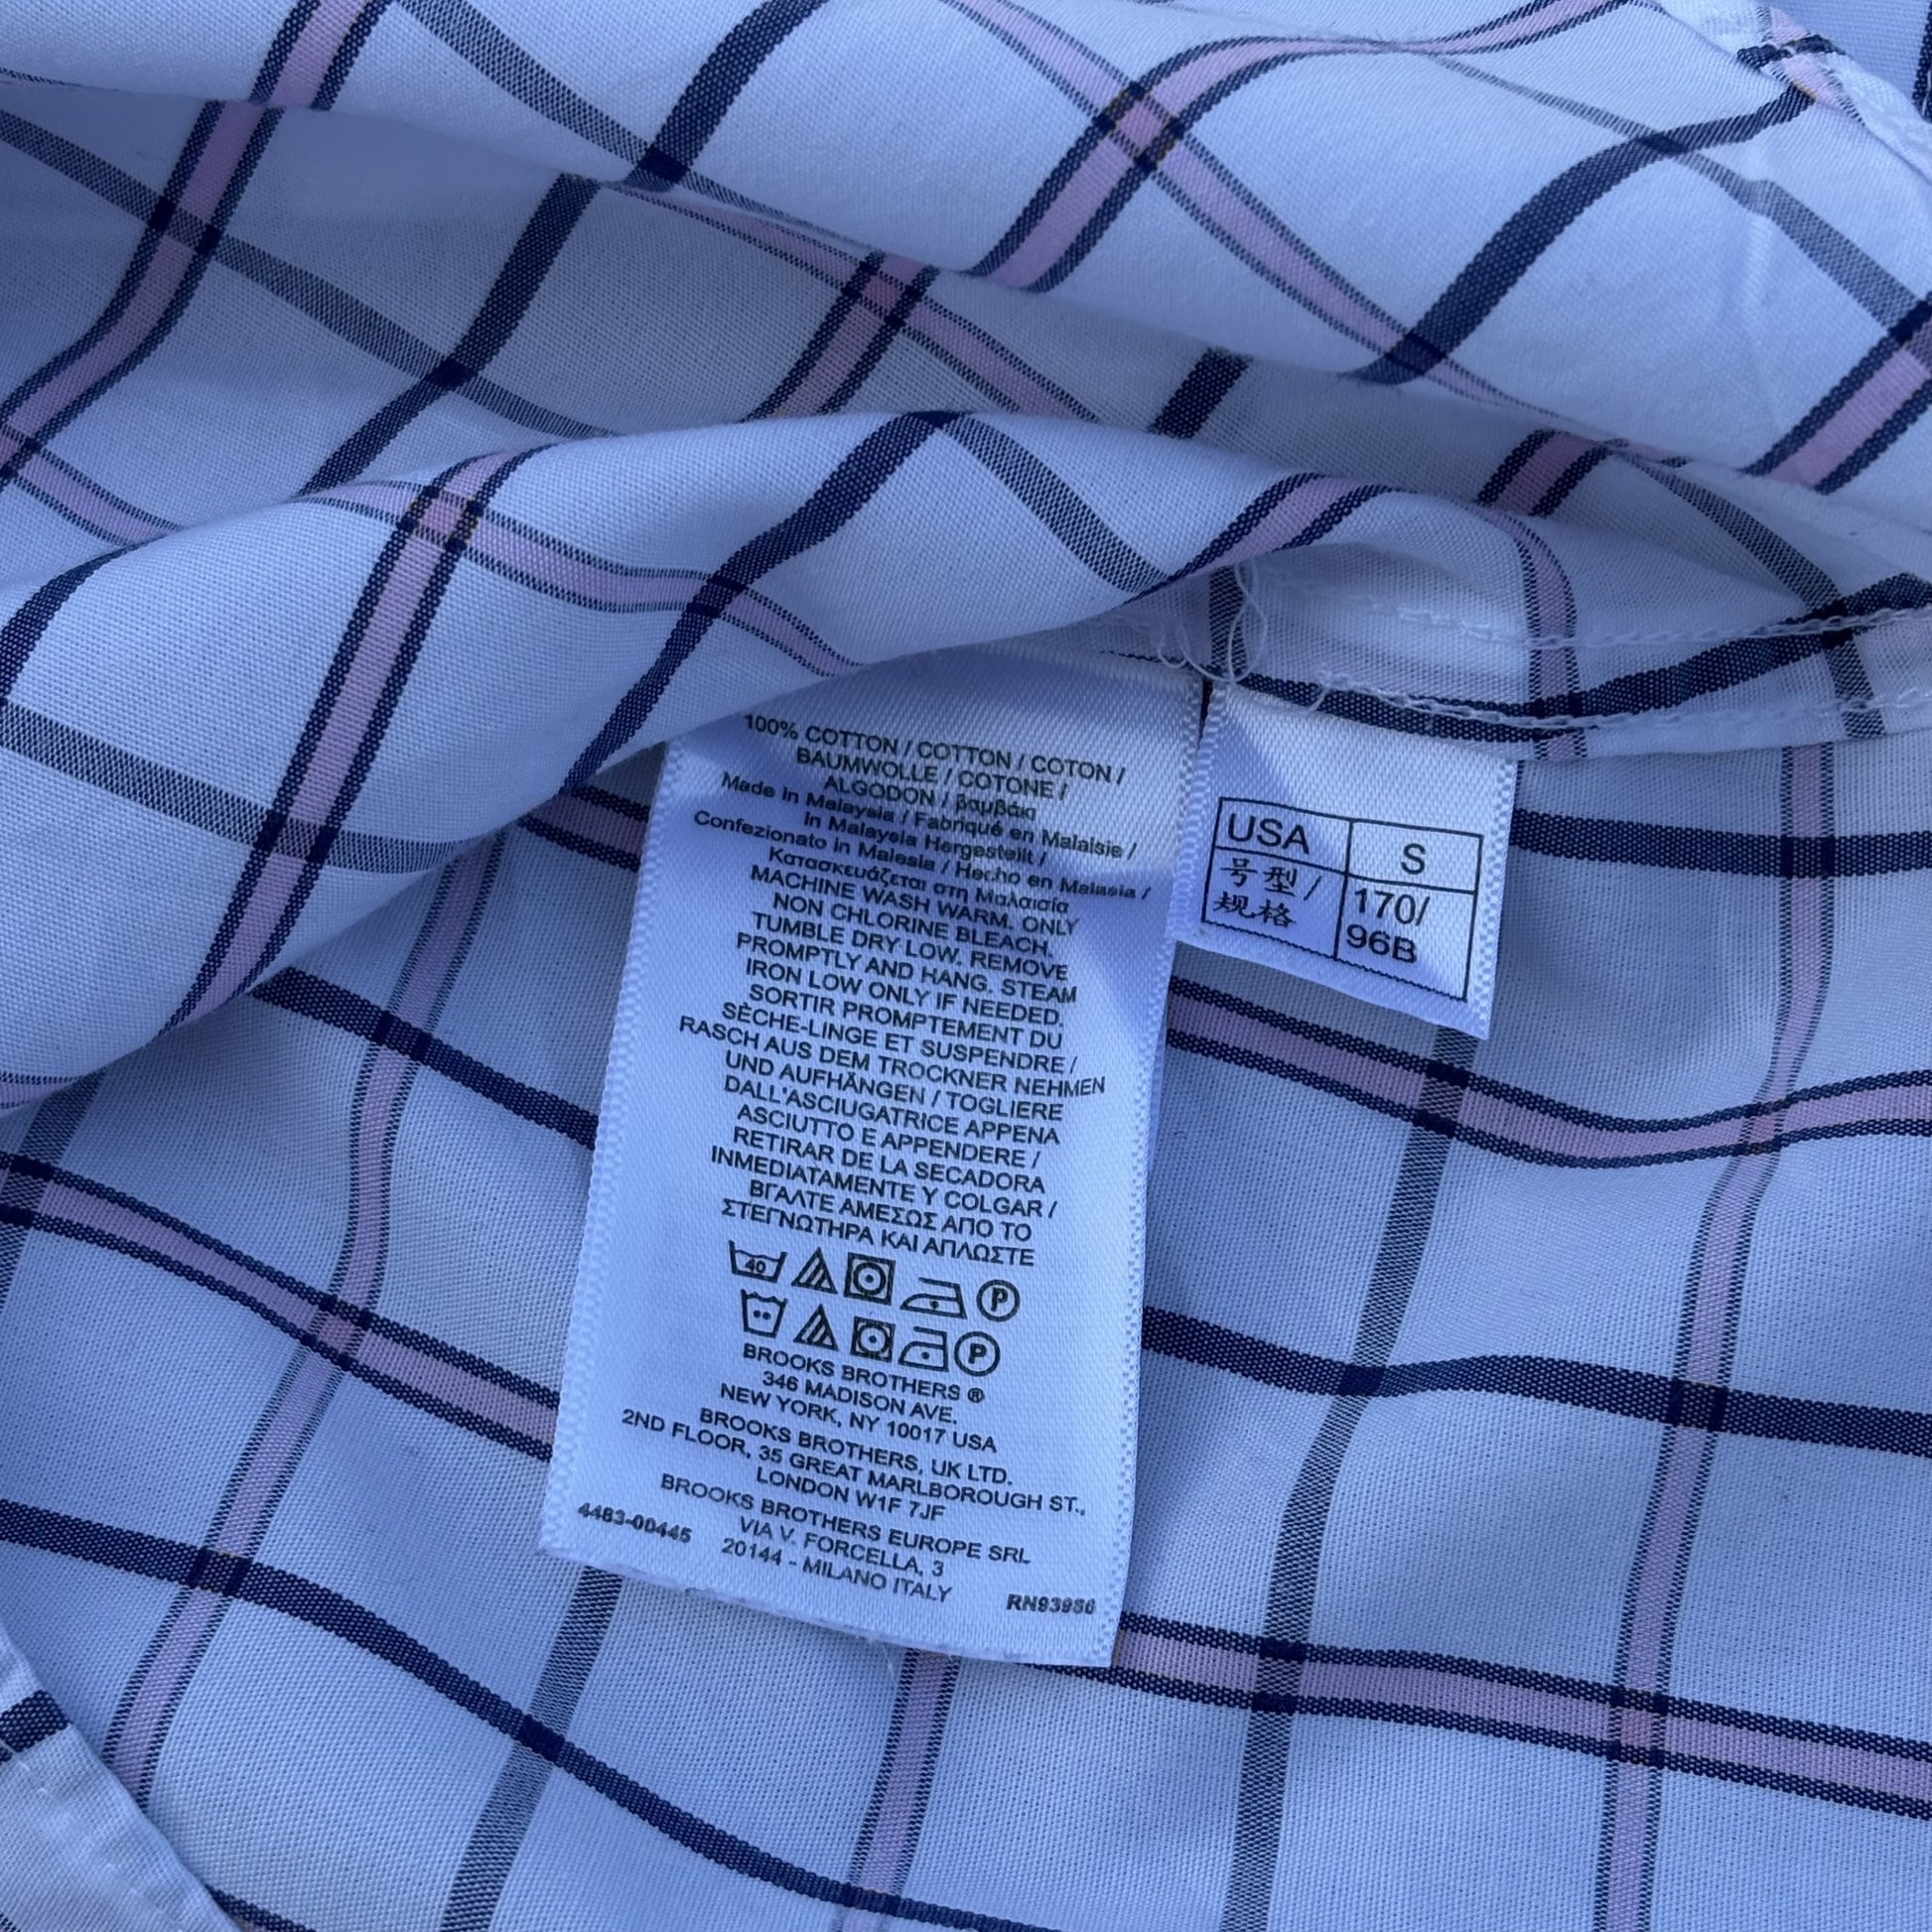 100% COTTON / COTTON / COTON /
BAUMWOLLE / COTONE /
ALGODON / βαμβάκι
Made in Malaysia / Fabriqué en Malaisie /
In Malaysia Hergestellt /
Confezionato in Malesia / Hecho en Malasia /
Κατασκευάζεται στη Μαλαισία
MACHINE WASH WARM. ONLY
NON CHLORINE BLEACH.
TUMBLE DRY LOW. REMOVE
PROMPTLY AND HANG. STEAM
IRON LOW ONLY IF NEEDED.
SORTIR PROMPTEMENT DU
SÈCHE-LINGE ET SUSPENDRE /
RASCH AUS DEM TROCKNER NEHMEN
UND AUFHÄNGEN / TOGLIERE
DALL'ASCIUGATRICE APPENA
ASCIUTTO E APPENDERE /
RETIRAR DE LA SECADORA
INMEDIATAMENTE Y COLGAR /
ΒΓΑΛΤΕ ΑΜΕΣΩΣ ΑΠΟ ΤΟ
ΣΤΕΓΝΩΤΗΡΑ ΚΑΙ ΑΠΛΩΣΤΕ
40 P
P
BROOKS BROTHERS ®
346 MADISON AVE.
NEW YORK, NY 10017 USA
BROOKS BROTHERS, UK LTD.
2ND FLOOR, 35 GREAT MARLBOROUGH ST.,
LONDON W1F 7JF
BROOKS BROTHERS EUROPE SRL
VIA V. FORCELLA, 3
20144 - MILANO ITALY
4483-00445
RN93950
USA S
号型/ 170/
规格 96B